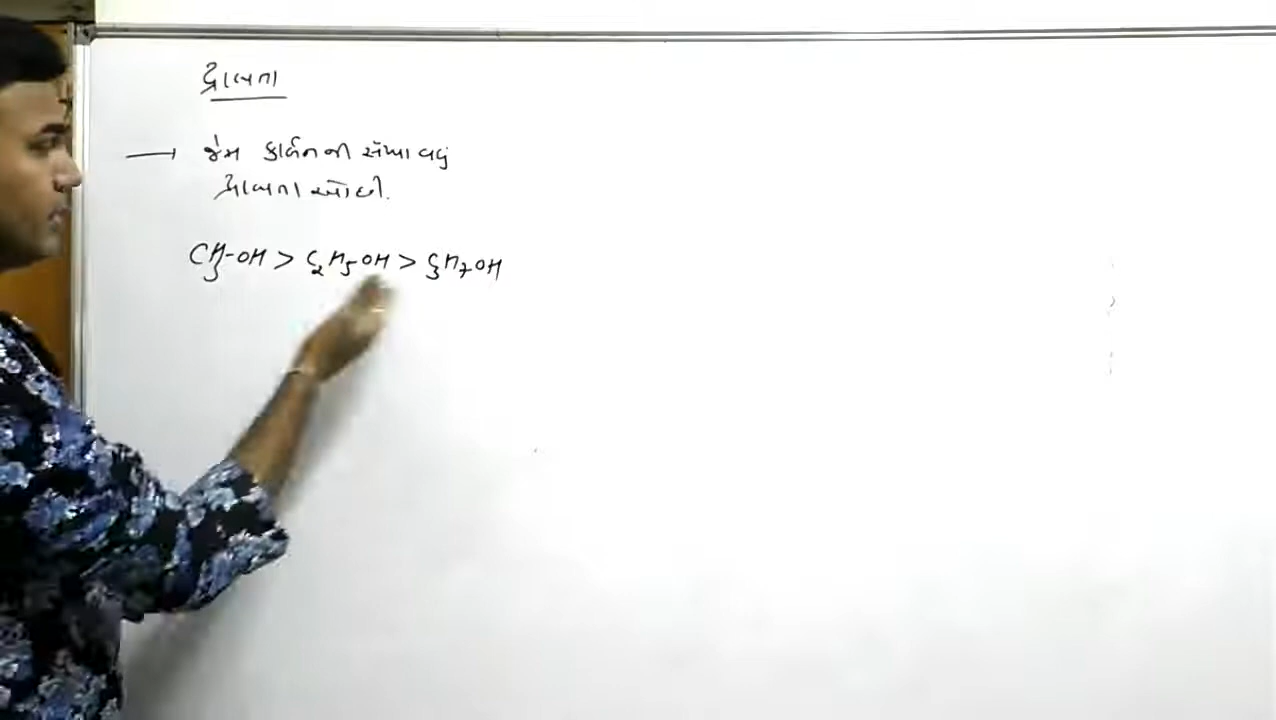 દ્રાવ્યતા
→ જેમ કાર્બનની સંખ્યા વધુ
દ્રાવ્યતા ઓછી.
CH₃-OH > C₂H₅OH > C₃H₇OH